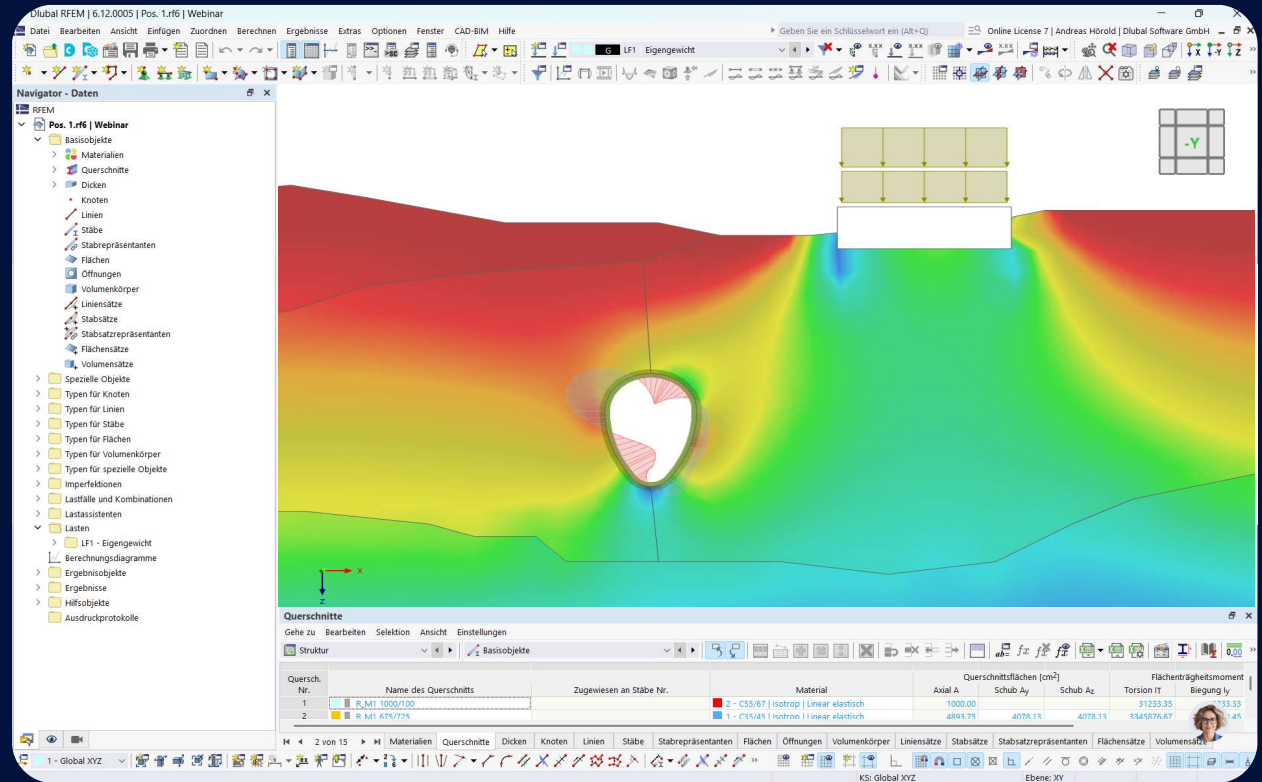 Dlubal RFEM | 6.12.0005 | Pos. 1.rf6 | Webinar
Datei Bearbeiten Ansicht Einfügen Zuordnen Berechnen Ergebnisse Extras Optionen Fenster CAD-BIM Hilfe
Geben Sie ein Schlüsselwort ein (Alt+Q)
Online License 7 | Andreas Hörold | Dlubal Software GmbH
G LF1 Eigengewicht
Navigator - Daten
RFEM
Pos. 1.rf6 | Webinar
Basisobjekte
Materialien
Querschnitte
Dicken
Knoten
Linien
Stäbe
Stabrepräsentanten
Flächen
Öffnungen
Volumenkörper
Liniensätze
Stabsätze
Stabsatzrepräsentanten
Flächensätze
Volumensätze
Spezielle Objekte
Typen für Knoten
Typen für Linien
Typen für Stäbe
Typen für Flächen
Typen für Volumenkörper
Typen für spezielle Objekte
Imperfektionen
Lastfälle und Kombinationen
Lastassistenten
Lasten
LF1 - Eigengewicht
Berechnungsdiagramme
Ergebnisobjekte
Ergebnisse
Hilfsobjekte
Ausdruckprotokolle
-Y
X
Z
Querschnitte
Gehe zu Bearbeiten Selektion Ansicht Einstellungen
Struktur Basisobjekte
Quersch. Querschnittsflächen [cm²] Flächenträgheitsmoment
Nr. Name des Querschnitts Zugewiesen an Stäbe Nr. Material Axial A Schub Ay Schub Az Torsion IT Biegung Iy
1 R_M1 1000/100 2 - C55/67 | Isotrop | Linear elastisch 1000.00 31233.35
2 R_M1 675/725 1 - C35/45 | Isotrop | Linear elastisch 4893.75 4078.13 4078.13 3345876.67
2 von 15 Materialien Querschnitte Dicken Knoten Linien Stäbe Stabrepräsentanten Flächen Öffnungen Volumenkörper Liniensätze Stabsätze Stabsatzrepräsentanten Flächensätze
1 - Global XYZ
KS: Global XYZ Ebene: XY